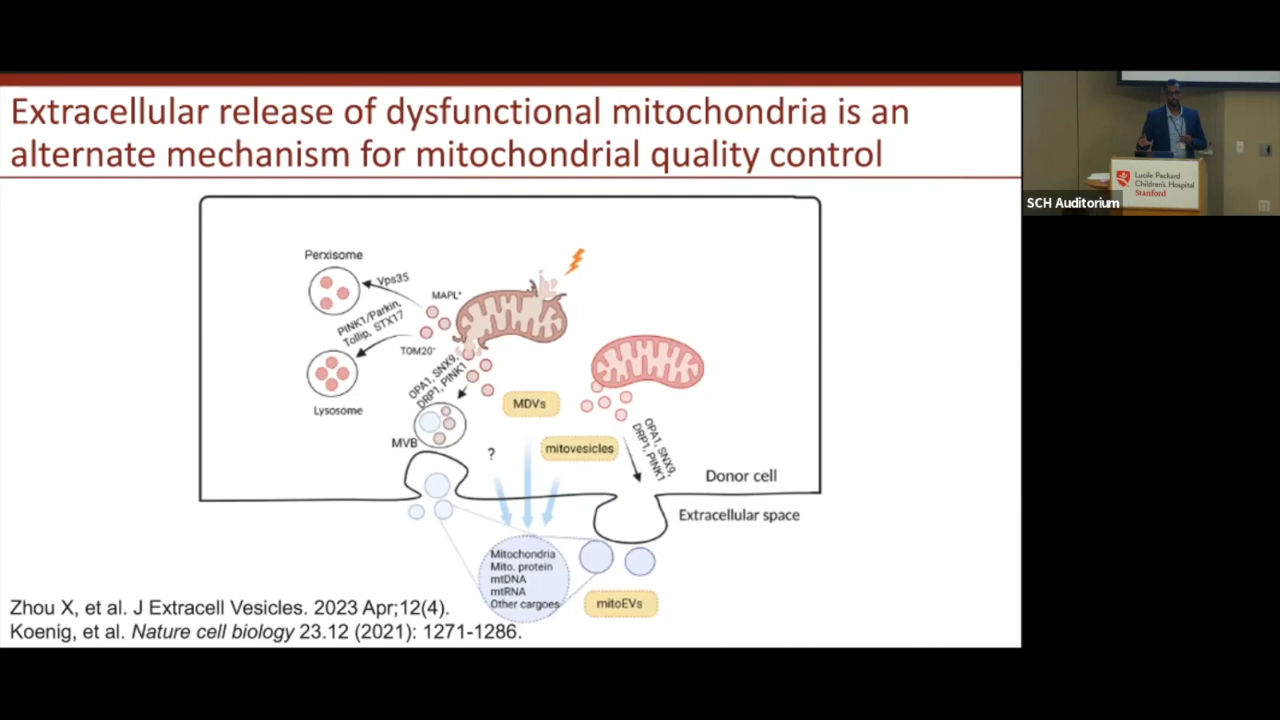 Extracellular release of dysfunctional mitochondria is an
alternate mechanism for mitochondrial quality control
Perxisome
Vps35
MAPL⁺
PINK1/Parkin,
Tollip, STX17
TOM20⁺
Lysosome
OPA1, SNX9,
DRP1, PINK1
MVB
MDVs
?
mitovesicles
OPA1, SNX9,
DRP1, PINK1
Donor cell
Extracellular space
Mitochondria
Mito. protein
mtDNA
mtRNA
Other cargoes
mitoEVs
Zhou X, et al. J Extracell Vesicles. 2023 Apr;12(4).
Koenig, et al. Nature cell biology 23.12 (2021): 1271-1286.
Lucile Packard
Children's Hospital
Stanford
SCH Auditorium